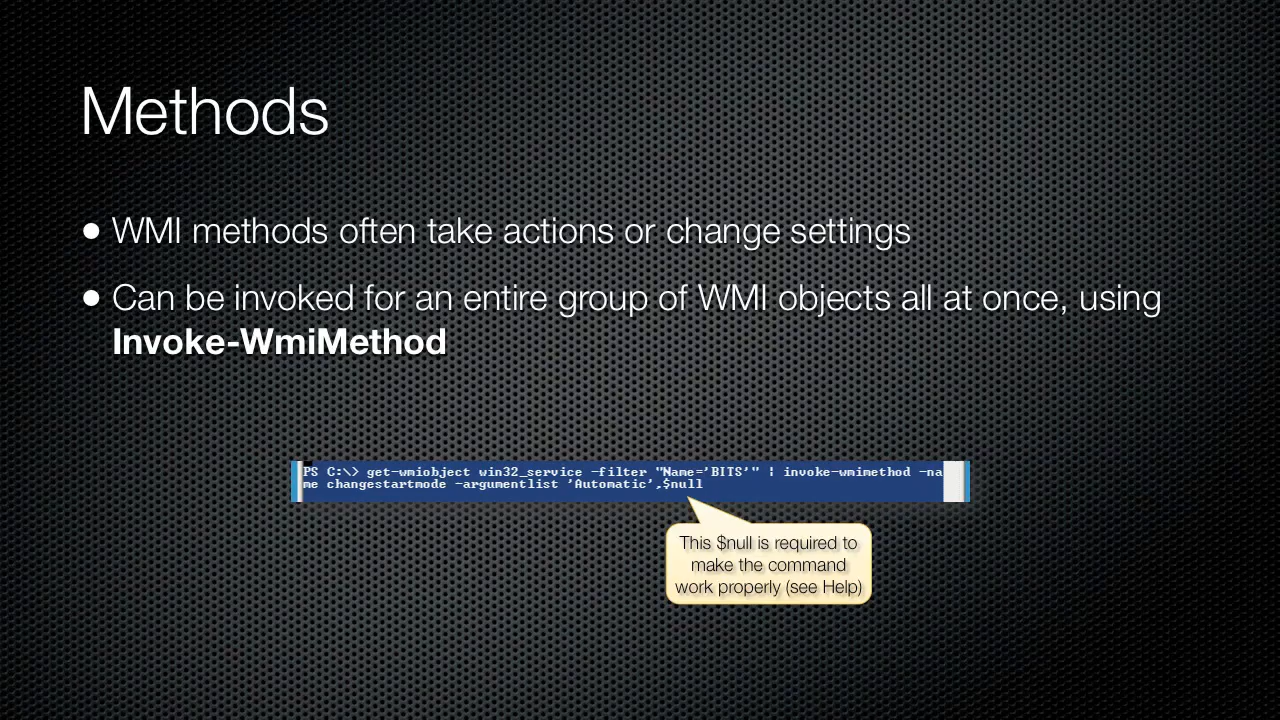 Methods
● WMI methods often take actions or change settings
● Can be invoked for an entire group of WMI objects all at once, using
Invoke-WmiMethod
PS C:\> get-wmiobject win32_service -filter "Name='BITS'" | invoke-wmimethod -na
me changestartmode -argumentlist 'Automatic',$null
This $null is required to
make the command
work properly (see Help)